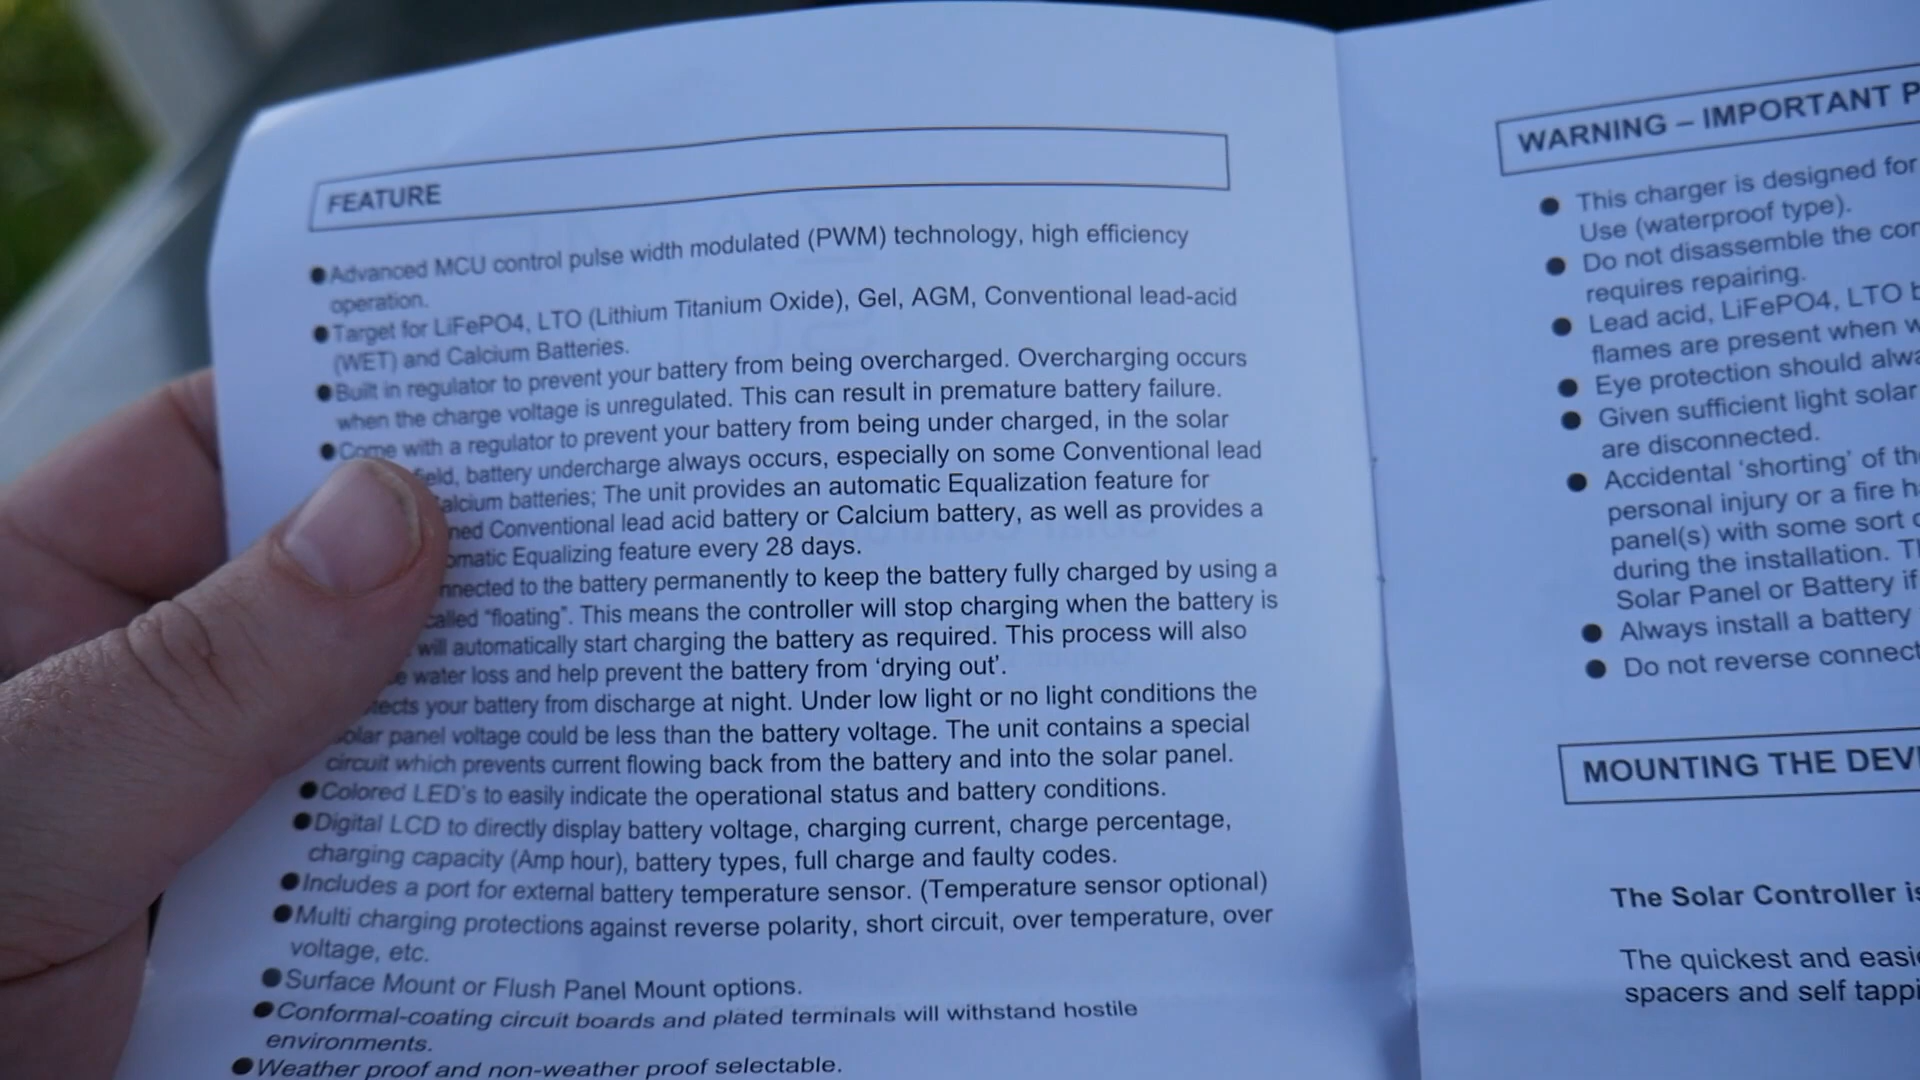 FEATURE
●Advanced MCU control pulse width modulated (PWM) technology, high efficiency
operation.
●Target for LiFePO4, LTO (Lithium Titanium Oxide), Gel, AGM, Conventional lead-acid
(WET) and Calcium Batteries.
●Built in regulator to prevent your battery from being overcharged. Overcharging occurs
when the charge voltage is unregulated. This can result in premature battery failure.
●Come with a regulator to prevent your battery from being under charged, in the solar
battery undercharge always occurs, especially on some Conventional lead
batteries; The unit provides an automatic Equalization feature for
Conventional lead acid battery or Calcium battery, as well as provides a
Equalizing feature every 28 days.
to the battery permanently to keep the battery fully charged by using a
"floating". This means the controller will stop charging when the battery is
will automatically start charging the battery as required. This process will also
water loss and help prevent the battery from 'drying out'.
your battery from discharge at night. Under low light or no light conditions the
solar panel voltage could be less than the battery voltage. The unit contains a special
circuit which prevents current flowing back from the battery and into the solar panel.
●Colored LED's to easily indicate the operational status and battery conditions.
●Digital LCD to directly display battery voltage, charging current, charge percentage,
charging capacity (Amp hour), battery types, full charge and faulty codes.
●Includes a port for external battery temperature sensor. (Temperature sensor optional)
●Multi charging protections against reverse polarity, short circuit, over temperature, over
voltage, etc.
●Surface Mount or Flush Panel Mount options.
●Conformal-coating circuit boards and plated terminals will withstand hostile
environments.
●Weather proof and non-weather proof selectable.
WARNING – IMPORTANT
● This charger is designed for
Use (waterproof type).
● Do not disassemble the
requires repairing.
● Lead acid, LiFePO4, LTO
flames are present when
● Eye protection should
● Given sufficient light solar
are disconnected.
● Accidental 'shorting' of
personal injury or a fire
panel(s) with some sort
during the installation.
Solar Panel or Battery if
● Always install a battery
● Do not reverse
MOUNTING THE
The Solar Controller
The quickest and
spacers and self